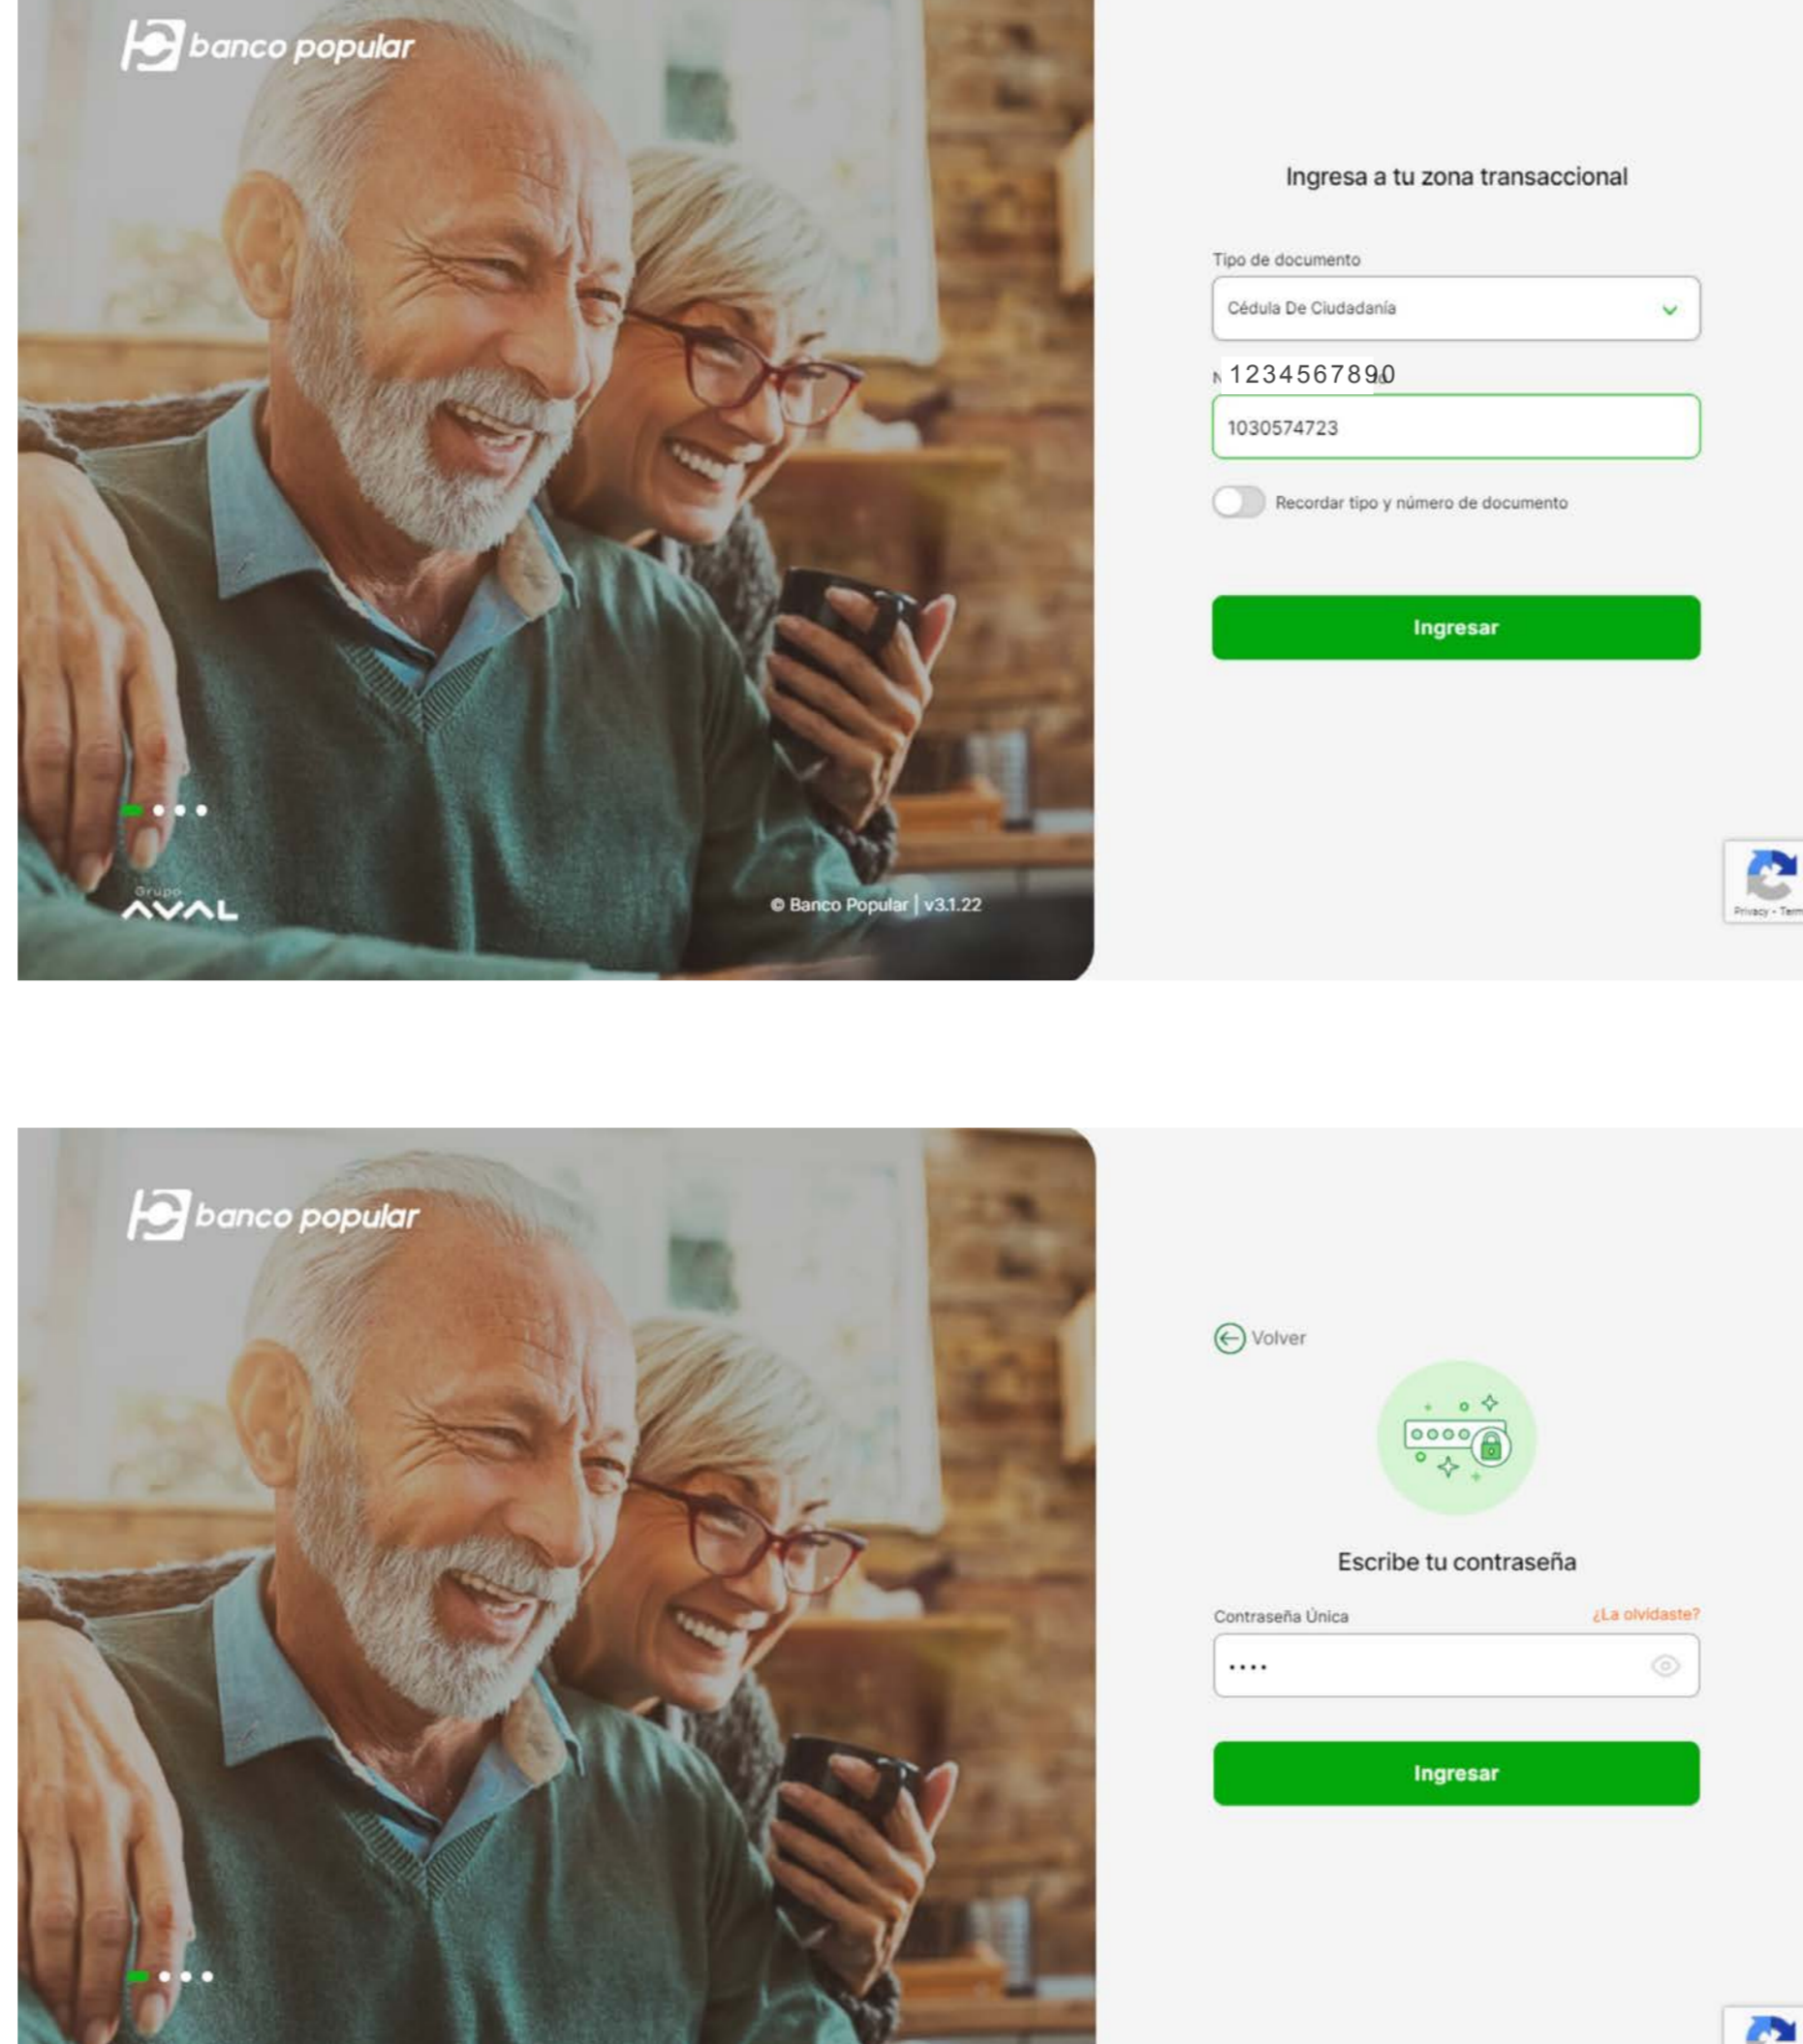 banco popular
Ingresa a tu zona transaccional
Tipo de documento
Cédula De Ciudadanía
1234567890
1030574723
Recordar tipo y número de documento
Ingresar
Grupo
AVAL
© Banco Popular | v3.1.22
Privacy - Term
banco popular
Volver
Escribe tu contraseña
Contraseña Única
¿La olvidaste?
....
Ingresar